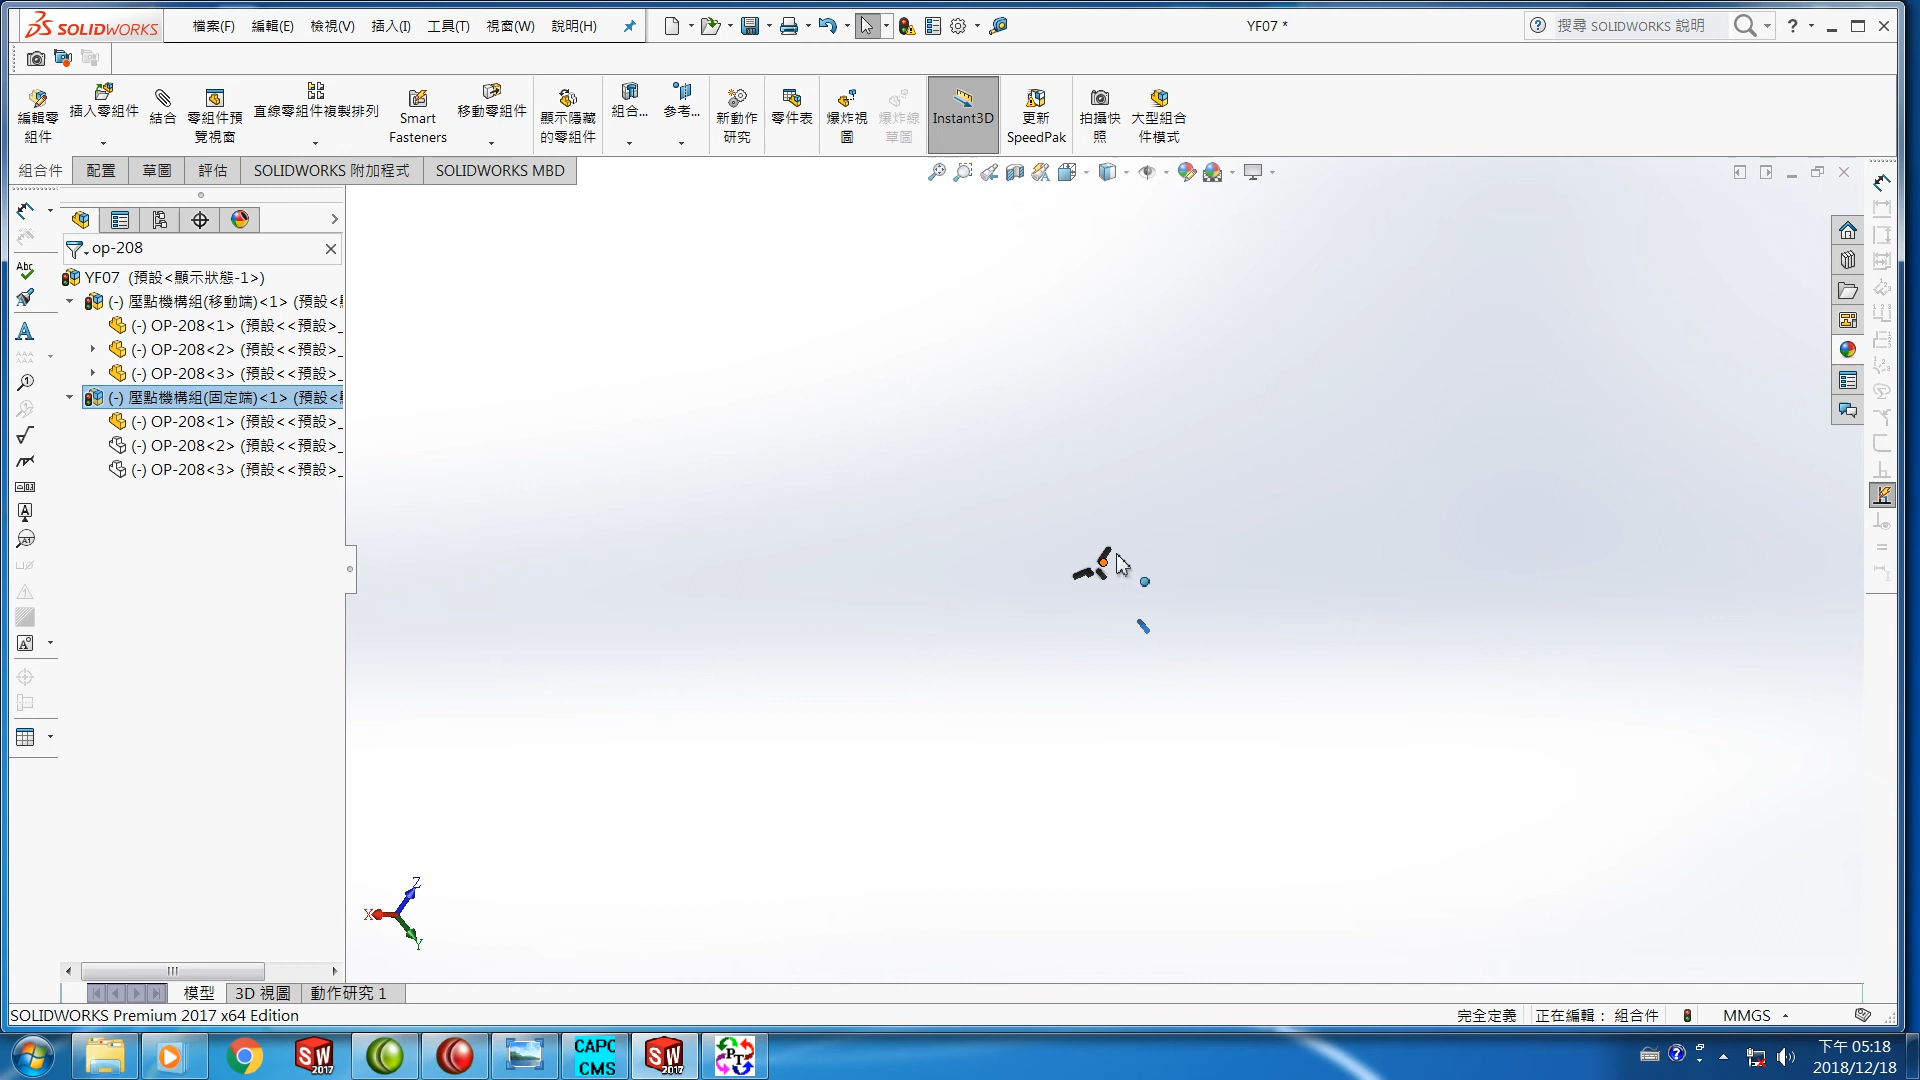 SOLIDWORKS 檔案(F) 編輯(E) 檢視(V) 插入(I) 工具(T) 視窗(W) 說明(H) YF07 * 搜尋 SOLIDWORKS 說明
編輯零組件 插入零組件 結合 零組件預覽視窗 直線零組件複製排列 Smart Fasteners 移動零組件 顯示隱藏的零組件 組合... 參考... 新動作研究 零件表 爆炸視圖 爆炸線草圖 Instant3D 更新 SpeedPak 拍攝快照 大型組合件模式
組合件 配置 草圖 評估 SOLIDWORKS 附加程式 SOLIDWORKS MBD
op-208
YF07 (預設<顯示狀態-1>)
(-) 壓點機構組(移動端)<1> (預設<
(-) OP-208<1> (預設<<預設>_
(-) OP-208<2> (預設<<預設>_
(-) OP-208<3> (預設<<預設>_
(-) 壓點機構組(固定端)<1> (預設<
(-) OP-208<1> (預設<<預設>_
(-) OP-208<2> (預設<<預設>_
(-) OP-208<3> (預設<<預設>_
Z
X
Y
模型 3D 視圖 動作研究 1
SOLIDWORKS Premium 2017 x64 Edition 完全定義 正在編輯： 組合件 MMGS
SW 2017 CAPC CMS SW 2017 PT
下午 05:18
2018/12/18